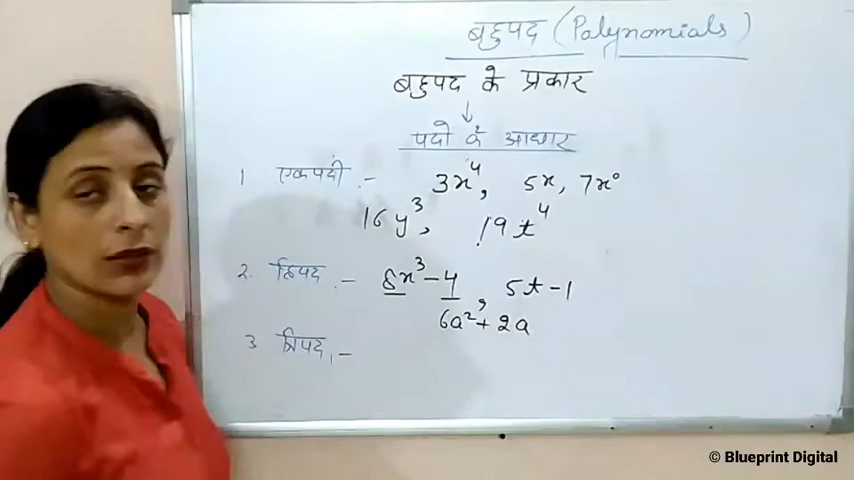 बहुपद (Polynomials)
बहुपद के प्रकार
↓
पदो के आधार
1 एकपदी :- 3x⁴, 5x, 7x⁰
16y³, 19t⁴
2. द्विपद :- 8x³-4, 5t-1
6a²+2a
3 त्रिपद :-
© Blueprint Digital